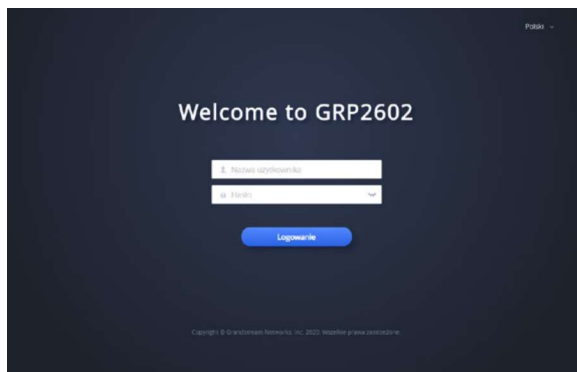 Polski
Welcome to GRP2602
Nazwa użytkownika
Hasło
Logowanie
Copyright © Grandstream Networks, Inc. 2020. Wszelkie prawa zastrzeżone.